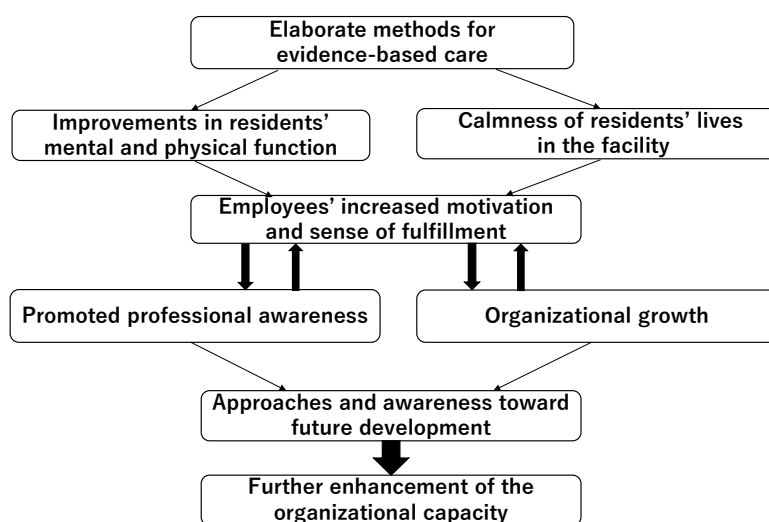 Elaborate methods for
evidence-based care
Improvements in residents’
mental and physical function
Calmness of residents’ lives
in the facility
Employees’ increased motivation
and sense of fulfillment
Promoted professional awareness
Organizational growth
Approaches and awareness toward
future development
Further enhancement of the
organizational capacity